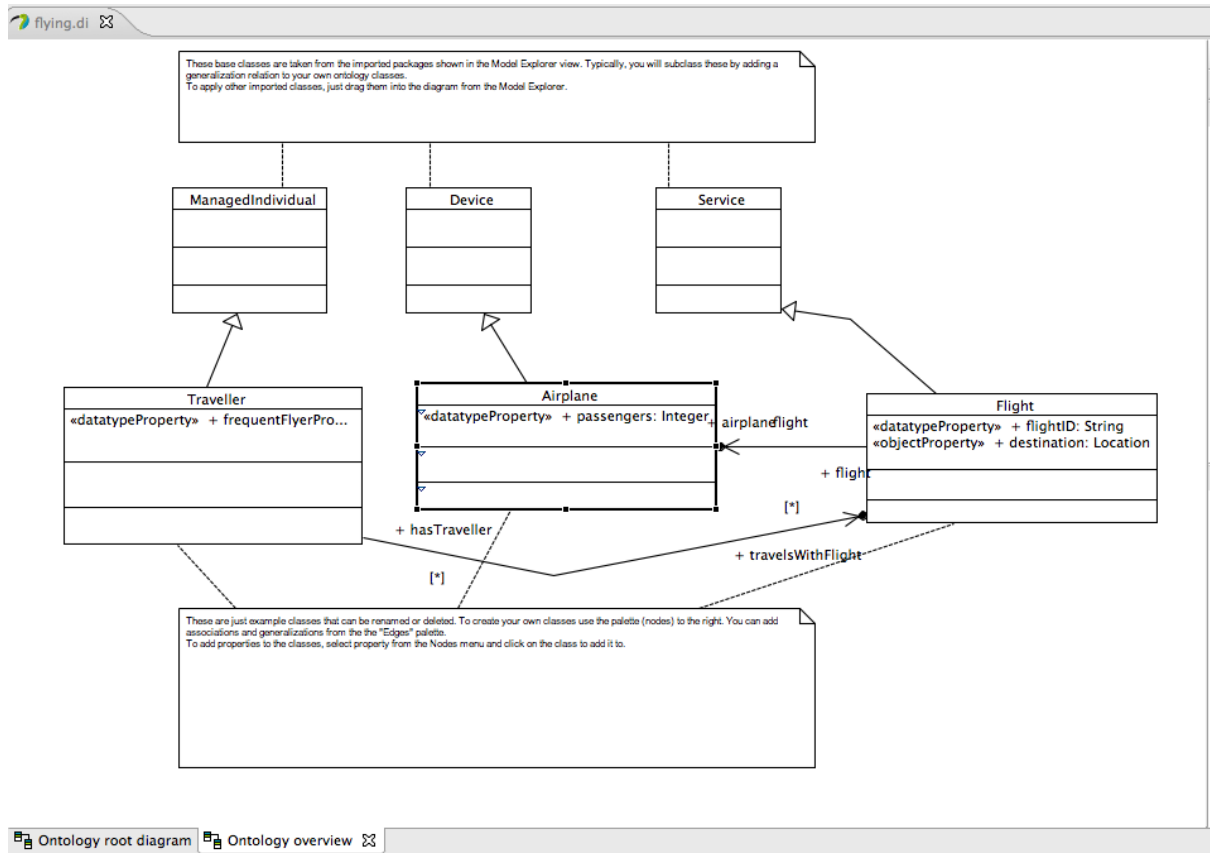 flying.di
These base classes are taken from the imported packages shown in the Model Explorer view. Typically, you will subclass these by adding a
generalization relation to your own ontology classes.
To apply other imported classes, just drag them into the diagram from the Model Explorer.
ManagedIndividual
Device
Service
Traveller
«datatypeProperty» + frequentFlyerPro...
Airplane
«datatypeProperty» + passengers: Integer
+ airplaneflight
Flight
«datatypeProperty» + flightID: String
«objectProperty» + destination: Location
+ flight
[*]
+ hasTraveller
+ travelsWithFlight
[*]
These are just example classes that can be renamed or deleted. To create your own classes use the palette (nodes) to the right. You can add
associations and generalizations from the the "Edges" palette.
To add properties to the classes, select property from the Nodes menu and click on the class to add it to.
Ontology root diagram
Ontology overview